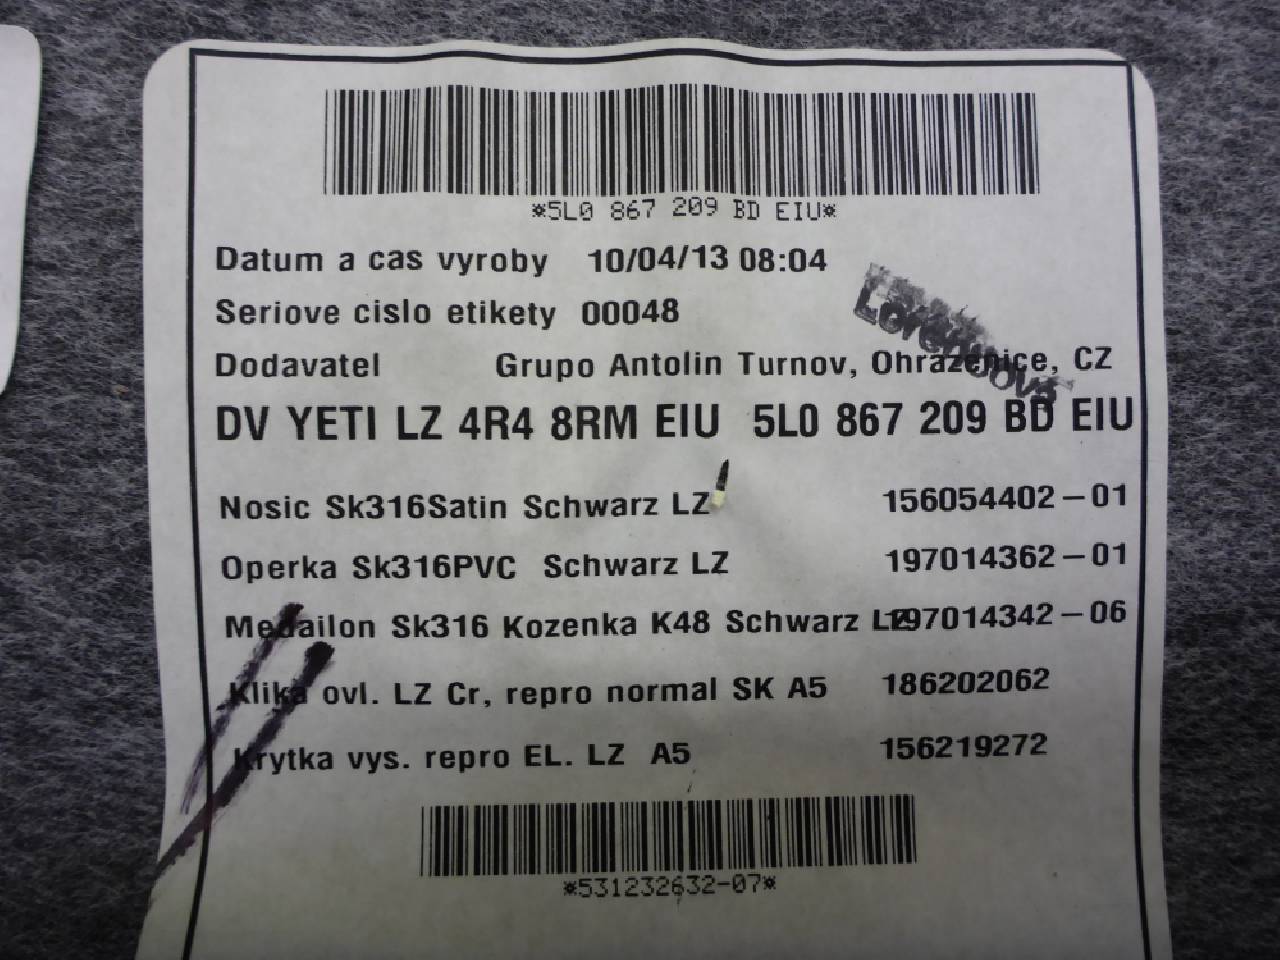 *5L0 867 209 BD EIU*
Datum a cas vyroby 10/04/13 08:04
Seriove cislo etikety 00048
Dodavatel Grupo Antolin Turnov, Ohrazenice, CZ
DV YETI LZ 4R4 8RM EIU 5L0 867 209 BD EIU
Nosic Sk316Satin Schwarz LZ 156054402-01
Operka Sk316PVC Schwarz LZ 197014362-01
Medailon Sk316 Kozenka K48 Schwarz LZ 197014342-06
Klika ovl. LZ Cr, repro normal SK A5 186202062
Krytka vys. repro EL. LZ A5 156219272
*531232632-07*